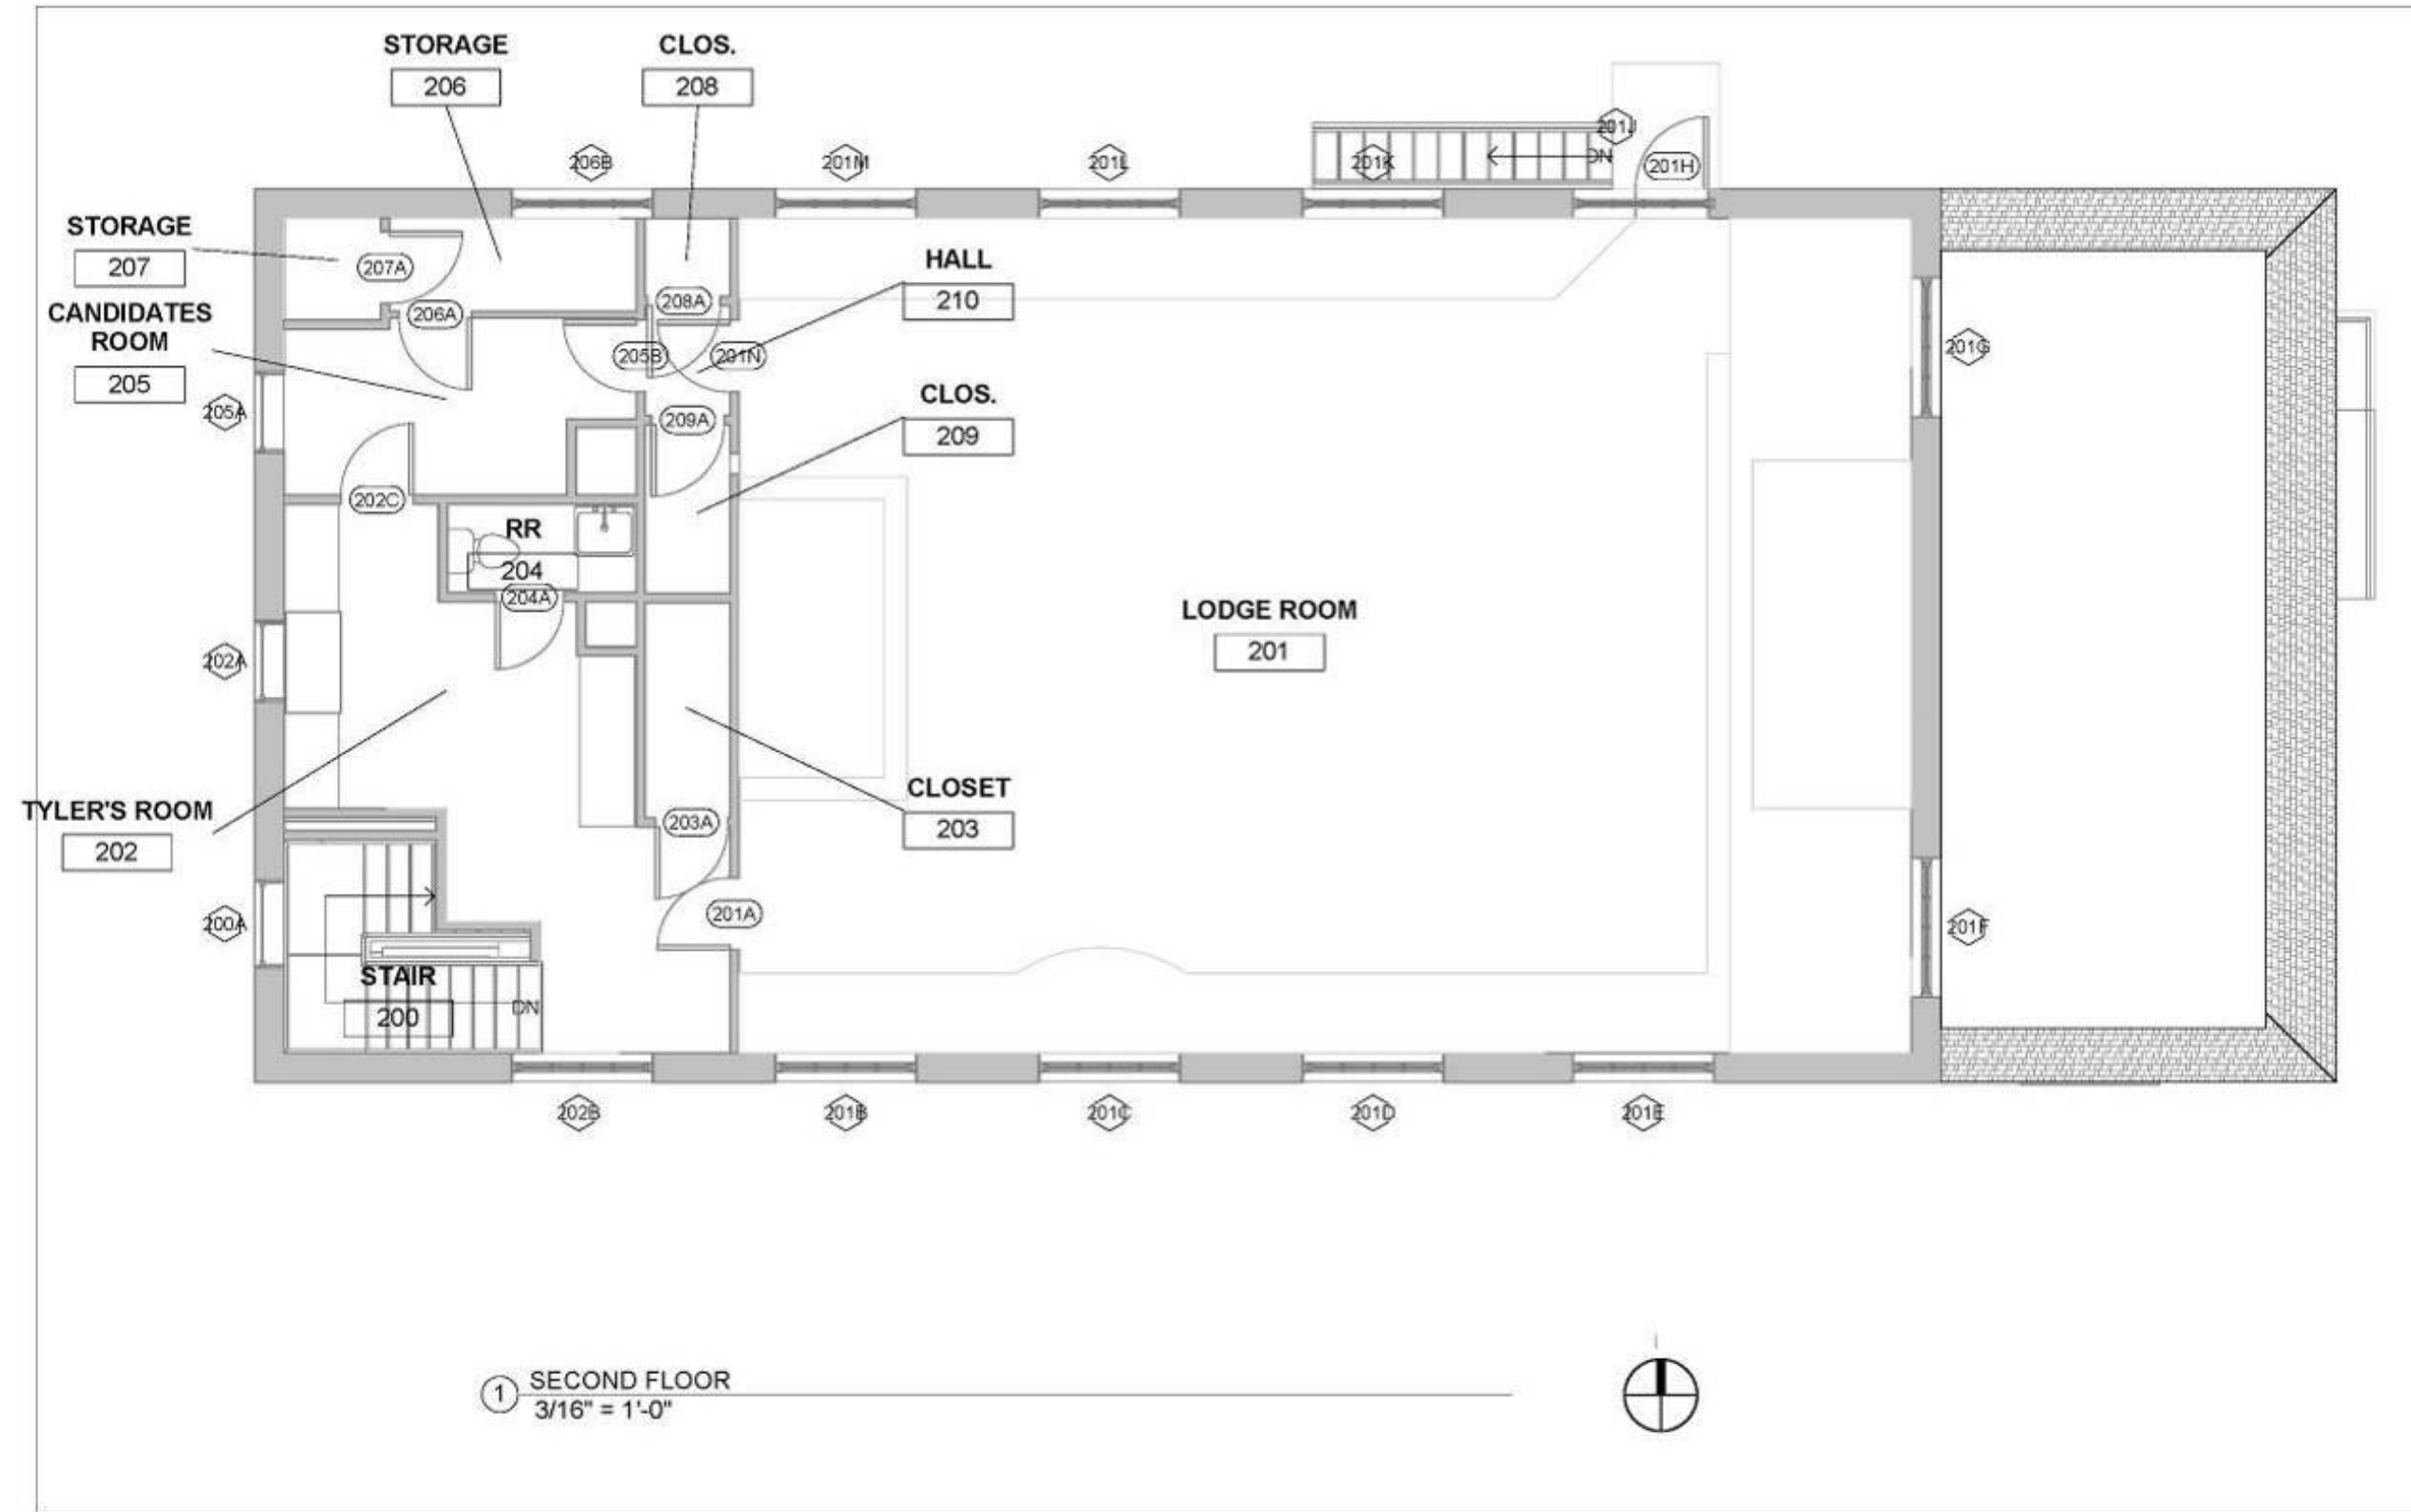 STORAGE
206
CLOS.
208
206B
201M
201L
201K
201J
DN
201H
STORAGE
207
207A
CANDIDATES
ROOM
205
206A
208A
HALL
210
205B
201N
201G
205A
CLOS.
209
209A
202C
RR
204
204A
LODGE ROOM
201
202A
CLOSET
203
TYLER'S ROOM
202
203A
201A
200A
201F
STAIR
200
DN
202B
201B
201C
201D
201E
1
SECOND FLOOR
3/16" = 1'-0"